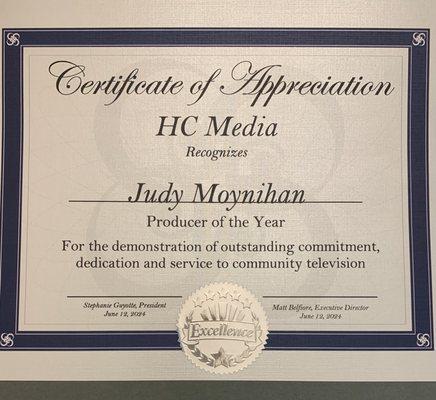 Certificate of Appreciation
HC Media
Recognizes
Judy Moynihan
Producer of the Year
For the demonstration of outstanding commitment,
dedication and service to community television
Stephanie Guyotte, President
June 12, 2024
Matt Belfiore, Executive Director
June 12, 2024
Excellence